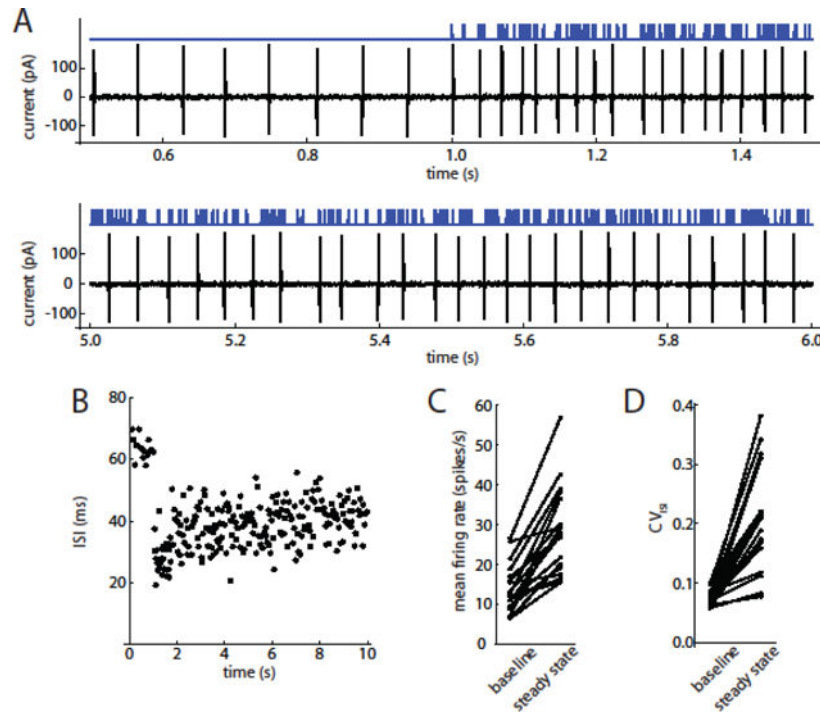 A
current (pA)
100
0
-100
0.6
0.8
1.0
1.2
1.4
time (s)
current (pA)
100
0
-100
5.0
5.2
5.4
5.6
5.8
6.0
time (s)
B
ISI (ms)
80
60
40
20
0
2
4
6
8
10
time (s)
C
mean firing rate (spikes/s)
60
50
40
30
20
10
0
baseline
steady state
D
CVISI
0.4
0.3
0.2
0.1
0.0
baseline
steady state